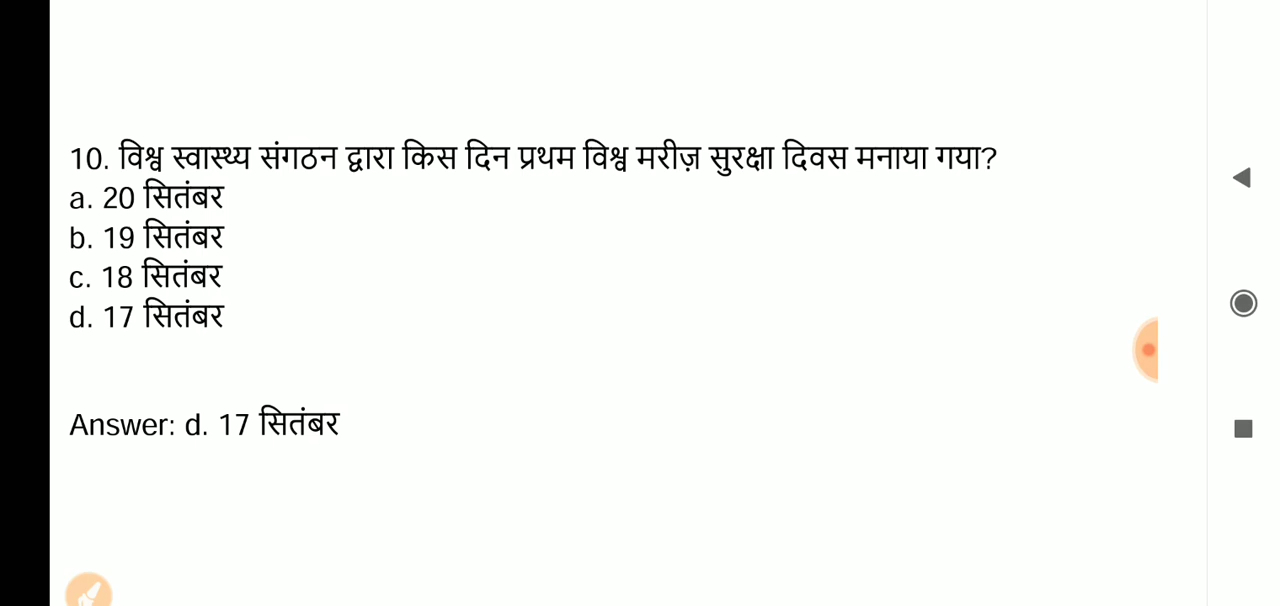 10. विश्व स्वास्थ्य संगठन द्वारा किस दिन प्रथम विश्व मरीज़ सुरक्षा दिवस मनाया गया?
a. 20 सितंबर
b. 19 सितंबर
c. 18 सितंबर
d. 17 सितंबर
Answer: d. 17 सितंबर